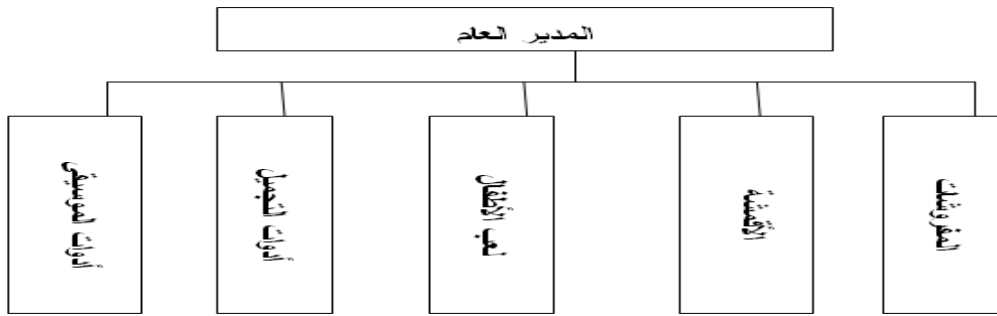 المدير العام
المفروشات
الأقمشة
لعب الأطفال
أدوات التجميل
أدوات الموسيقى